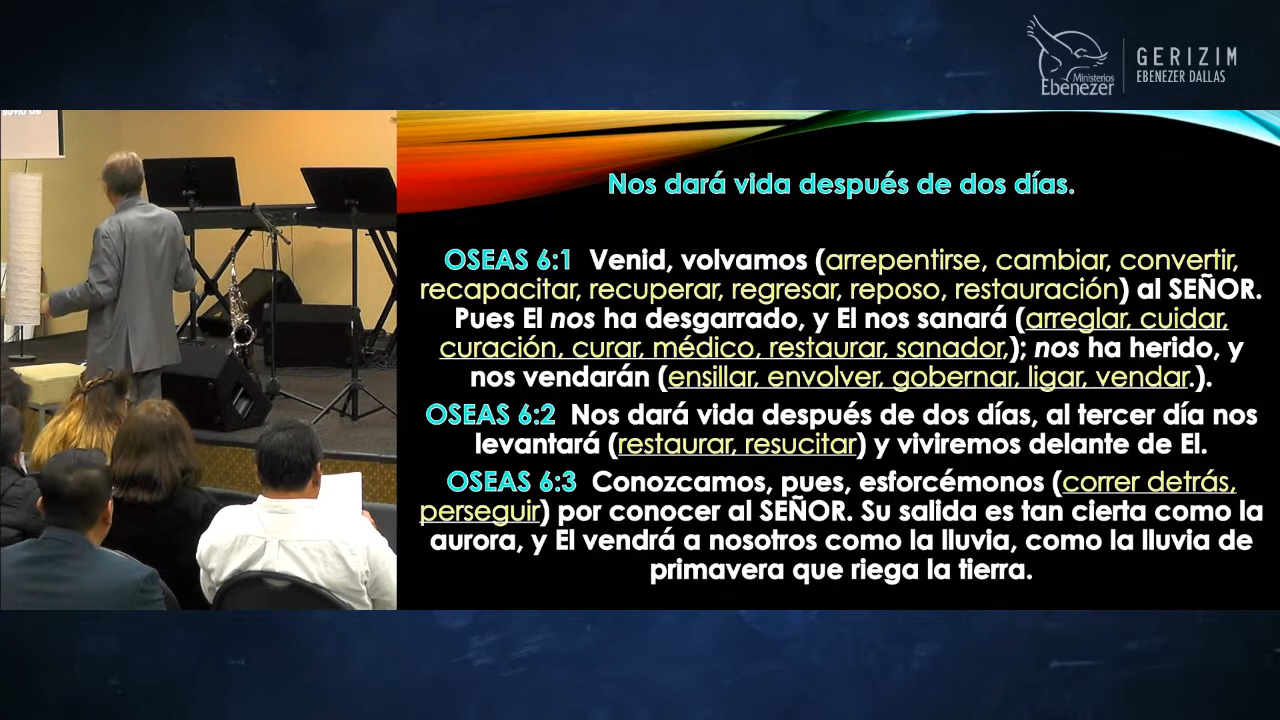 Ministerios
Ebenezer
GERIZIM
EBENEZER DALLAS
Nos dará vida después de dos días.
OSEAS 6:1 Venid, volvamos (arrepentirse, cambiar, convertir,
recapacitar, recuperar, regresar, reposo, restauración) al SEÑOR.
Pues El nos ha desgarrado, y El nos sanará (arreglar, cuidar,
curación, curar, médico, restaurar, sanador,); nos ha herido, y
nos vendarán (ensillar, envolver, gobernar, ligar, vendar.).
OSEAS 6:2 Nos dará vida después de dos días, al tercer día nos
levantará (restaurar, resucitar) y viviremos delante de El.
OSEAS 6:3 Conozcamos, pues, esforcémonos (correr detrás,
perseguir) por conocer al SEÑOR. Su salida es tan cierta como la
aurora, y El vendrá a nosotros como la lluvia, como la lluvia de
primavera que riega la tierra.